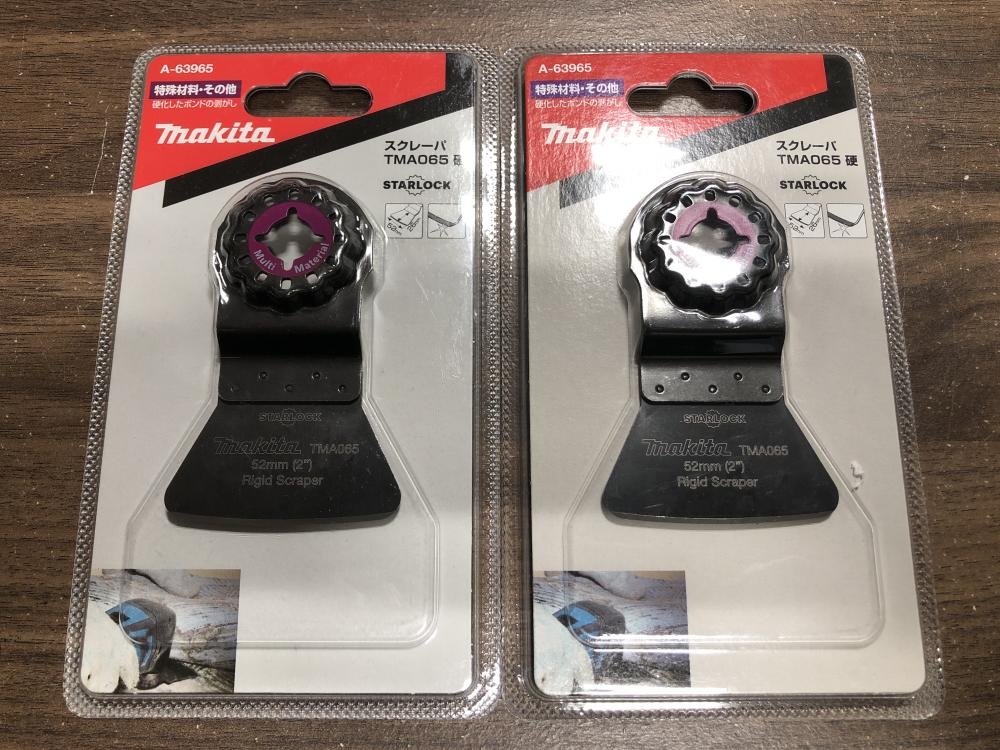 A-63965
特殊材料・その他
硬化したボンドの剥がし
makita
スクレーパ
TMA065 硬
STARLOCK
52mm
26mm
Multi Material
STARLOCK
makita TMA065
52mm (2")
Rigid Scraper
A-63965
特殊材料・その他
硬化したボンドの剥がし
makita
スクレーパ
TMA065 硬
STARLOCK
STARLOCK
makita TMA065
52mm (2")
Rigid Scraper